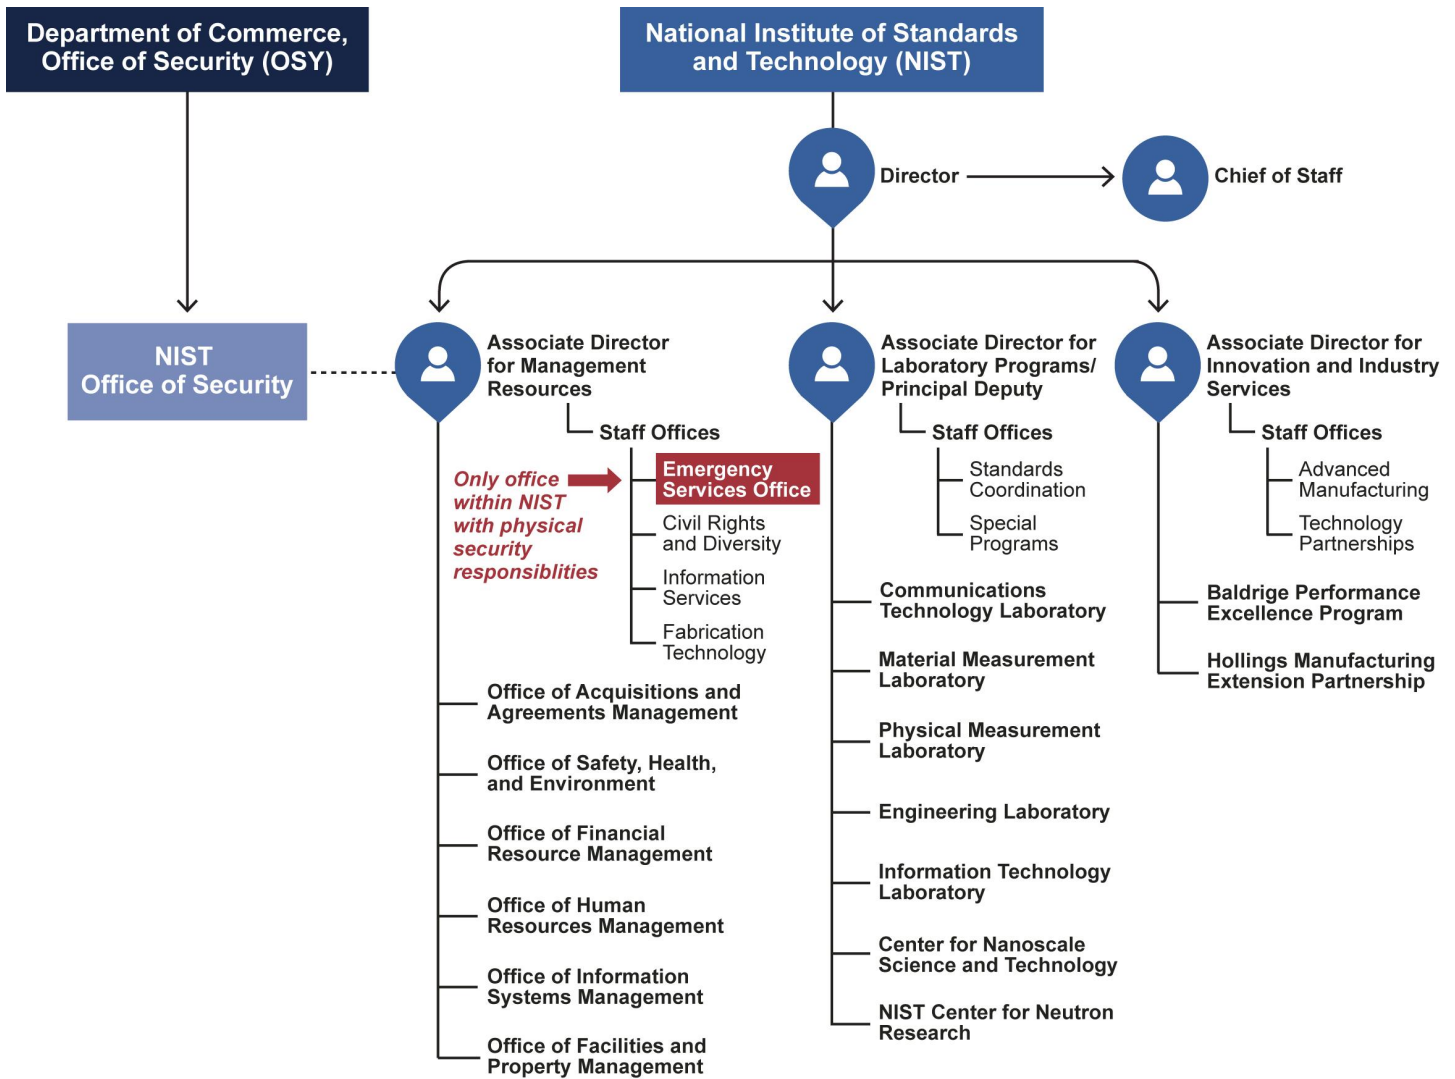 Department of Commerce,
Office of Security (OSY)
National Institute of Standards
and Technology (NIST)
Director
Chief of Staff
NIST
Office of Security
Associate Director
for Management
Resources
Staff Offices
Only office
within NIST
with physical
security
responsiblities
Emergency
Services Office
Civil Rights
and Diversity
Information
Services
Fabrication
Technology
Office of Acquisitions and
Agreements Management
Office of Safety, Health,
and Environment
Office of Financial
Resource Management
Office of Human
Resources Management
Office of Information
Systems Management
Office of Facilities and
Property Management
Associate Director for
Laboratory Programs/
Principal Deputy
Staff Offices
Standards
Coordination
Special
Programs
Communications
Technology Laboratory
Material Measurement
Laboratory
Physical Measurement
Laboratory
Engineering Laboratory
Information Technology
Laboratory
Center for Nanoscale
Science and Technology
NIST Center for Neutron
Research
Associate Director for
Innovation and Industry
Services
Staff Offices
Advanced
Manufacturing
Technology
Partnerships
Baldrige Performance
Excellence Program
Hollings Manufacturing
Extension Partnership